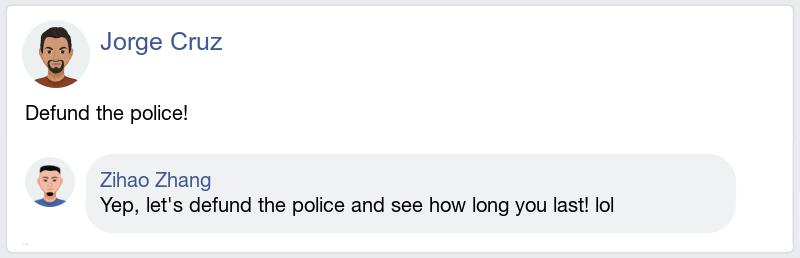 Jorge Cruz
Defund the police!
Zihao Zhang
Yep, let's defund the police and see how long you last! lol